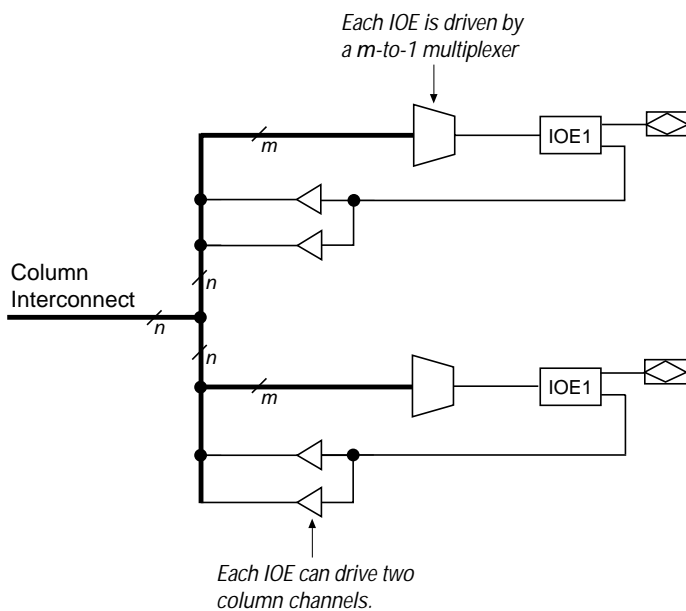 Each IOE is driven by
a m-to-1 multiplexer
m
IOE1
n
Column
Interconnect
n
n
m
IOE1
Each IOE can drive two
column channels.